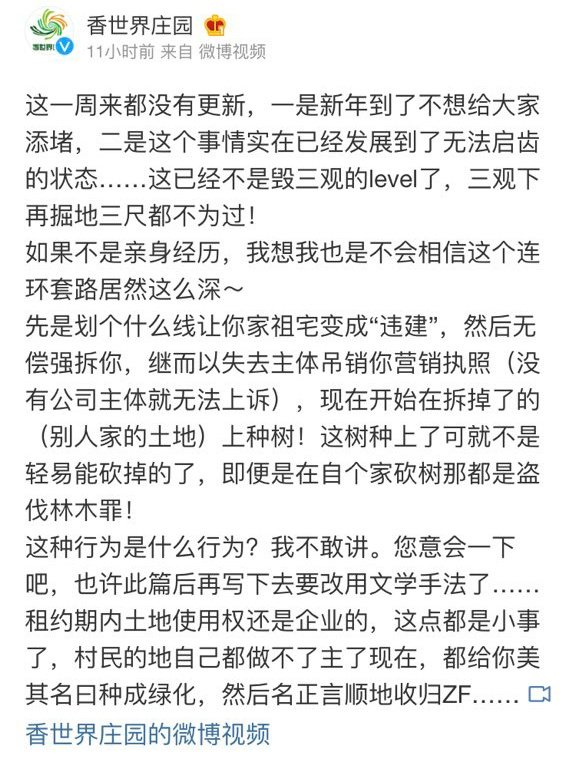 香世界庄园
香世界
11小时前 来自 微博视频
这一周来都没有更新，一是新年到了不想给大家
添堵，二是这个事情实在已经发展到了无法启齿
的状态……这已经不是毁三观的level了，三观下
再掘地三尺都不为过！
如果不是亲身经历，我想我也是不会相信这个连
环套路居然这么深～
先是划个什么线让你家祖宅变成“违建”，然后无
偿强拆你，继而以失去主体吊销你营销执照（没
有公司主体就无法上诉），现在开始在拆掉了的
（别人家的土地）上种树！这树种上了可就不是
轻易能砍掉的了，即便是在自个家砍树那都是盗
伐林木罪！
这种行为是什么行为？我不敢讲。您意会一下
吧，也许此篇后再写下去要改用文学手法了……
租约期内土地使用权还是企业的，这点都是小事
了，村民的地自己都做不了主了现在，都给你美
其名曰种成绿化，然后名正言顺地收归ZF……
香世界庄园的微博视频